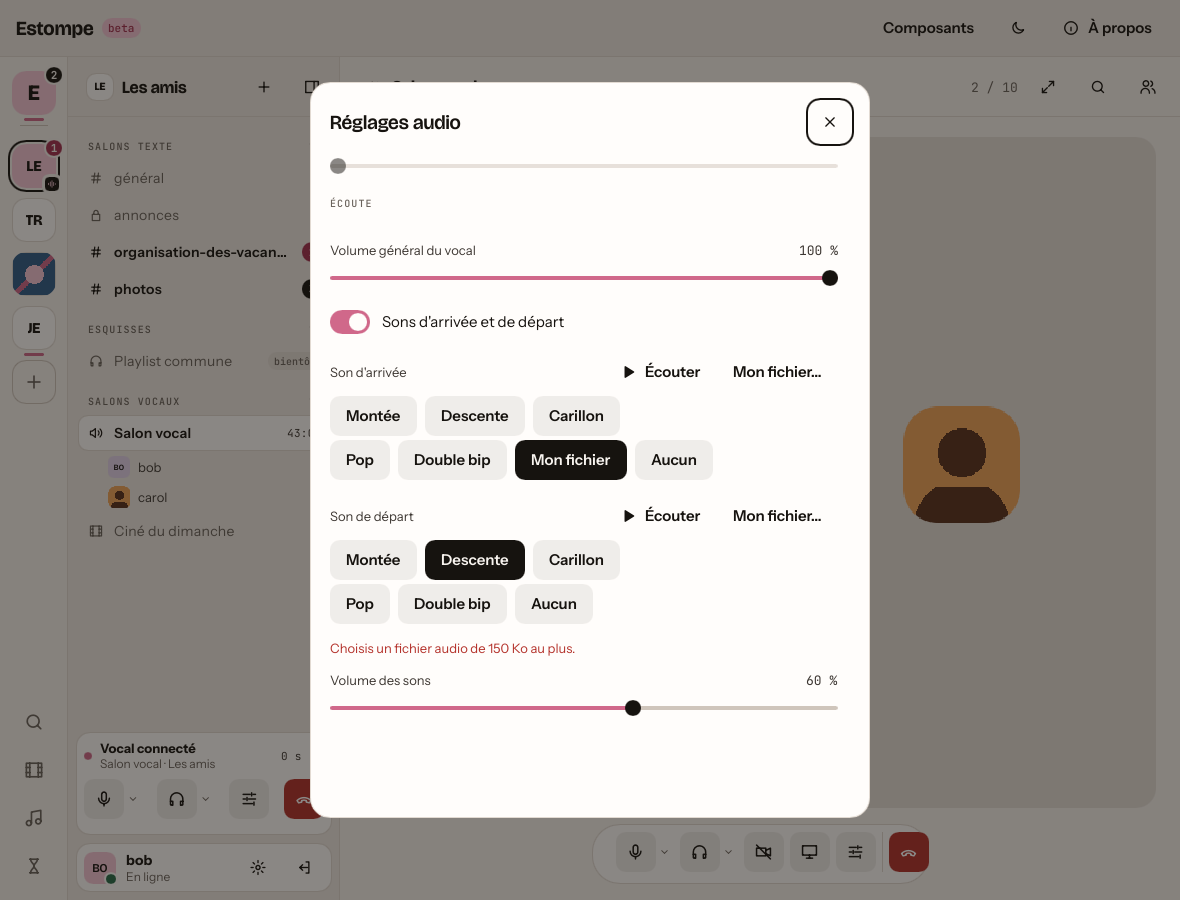 Estompe beta
Composants
À propos
E 2
LE Les amis
2 / 10
SALONS TEXTE
LE 1
# général
annonces
TR
# organisation-des-vacan...
# photos
JE
ESQUISSES
Playlist commune
SALONS VOCAUX
Salon vocal
BO bob
carol
Ciné du dimanche
Vocal connecté
0 s
Salon vocal · Les amis
BO bob
En ligne
Réglages audio
ÉCOUTE
Volume général du vocal 100 %
Sons d'arrivée et de départ
Son d'arrivée Écouter Mon fichier...
Montée Descente Carillon
Pop Double bip Mon fichier Aucun
Son de départ Écouter Mon fichier...
Montée Descente Carillon
Pop Double bip Aucun
Choisis un fichier audio de 150 Ko au plus.
Volume des sons 60 %